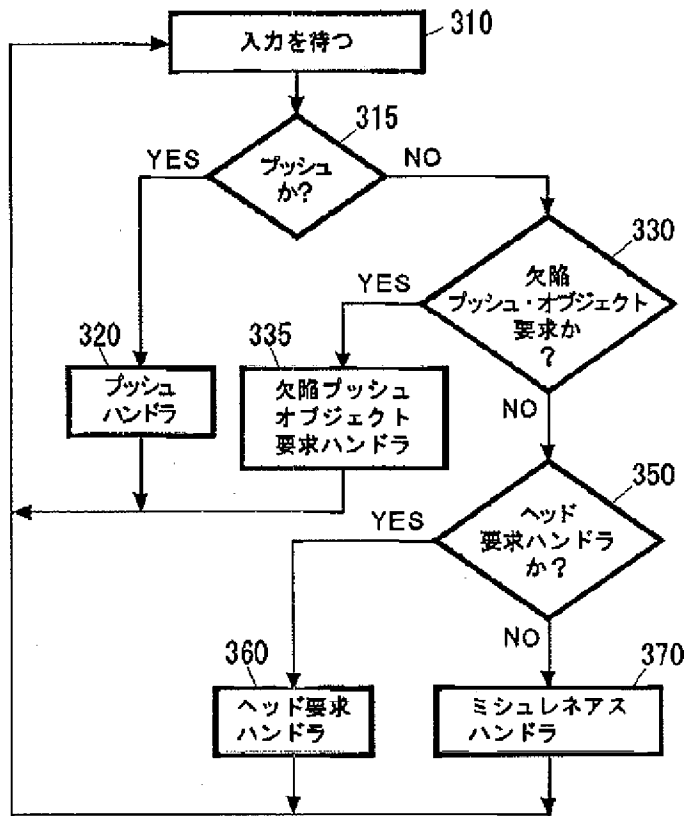 310
入力を待つ
315
YES
プッシュ
か?
NO
330
YES
欠陥
プッシュ・オブジェクト
要求か
?
320
335
プッシュ
ハンドラ
欠陥プッシュ
オブジェクト
要求ハンドラ
NO
350
YES
ヘッド
要求ハンドラ
か?
NO
360
370
ヘッド要求
ハンドラ
ミシュレネアス
ハンドラ